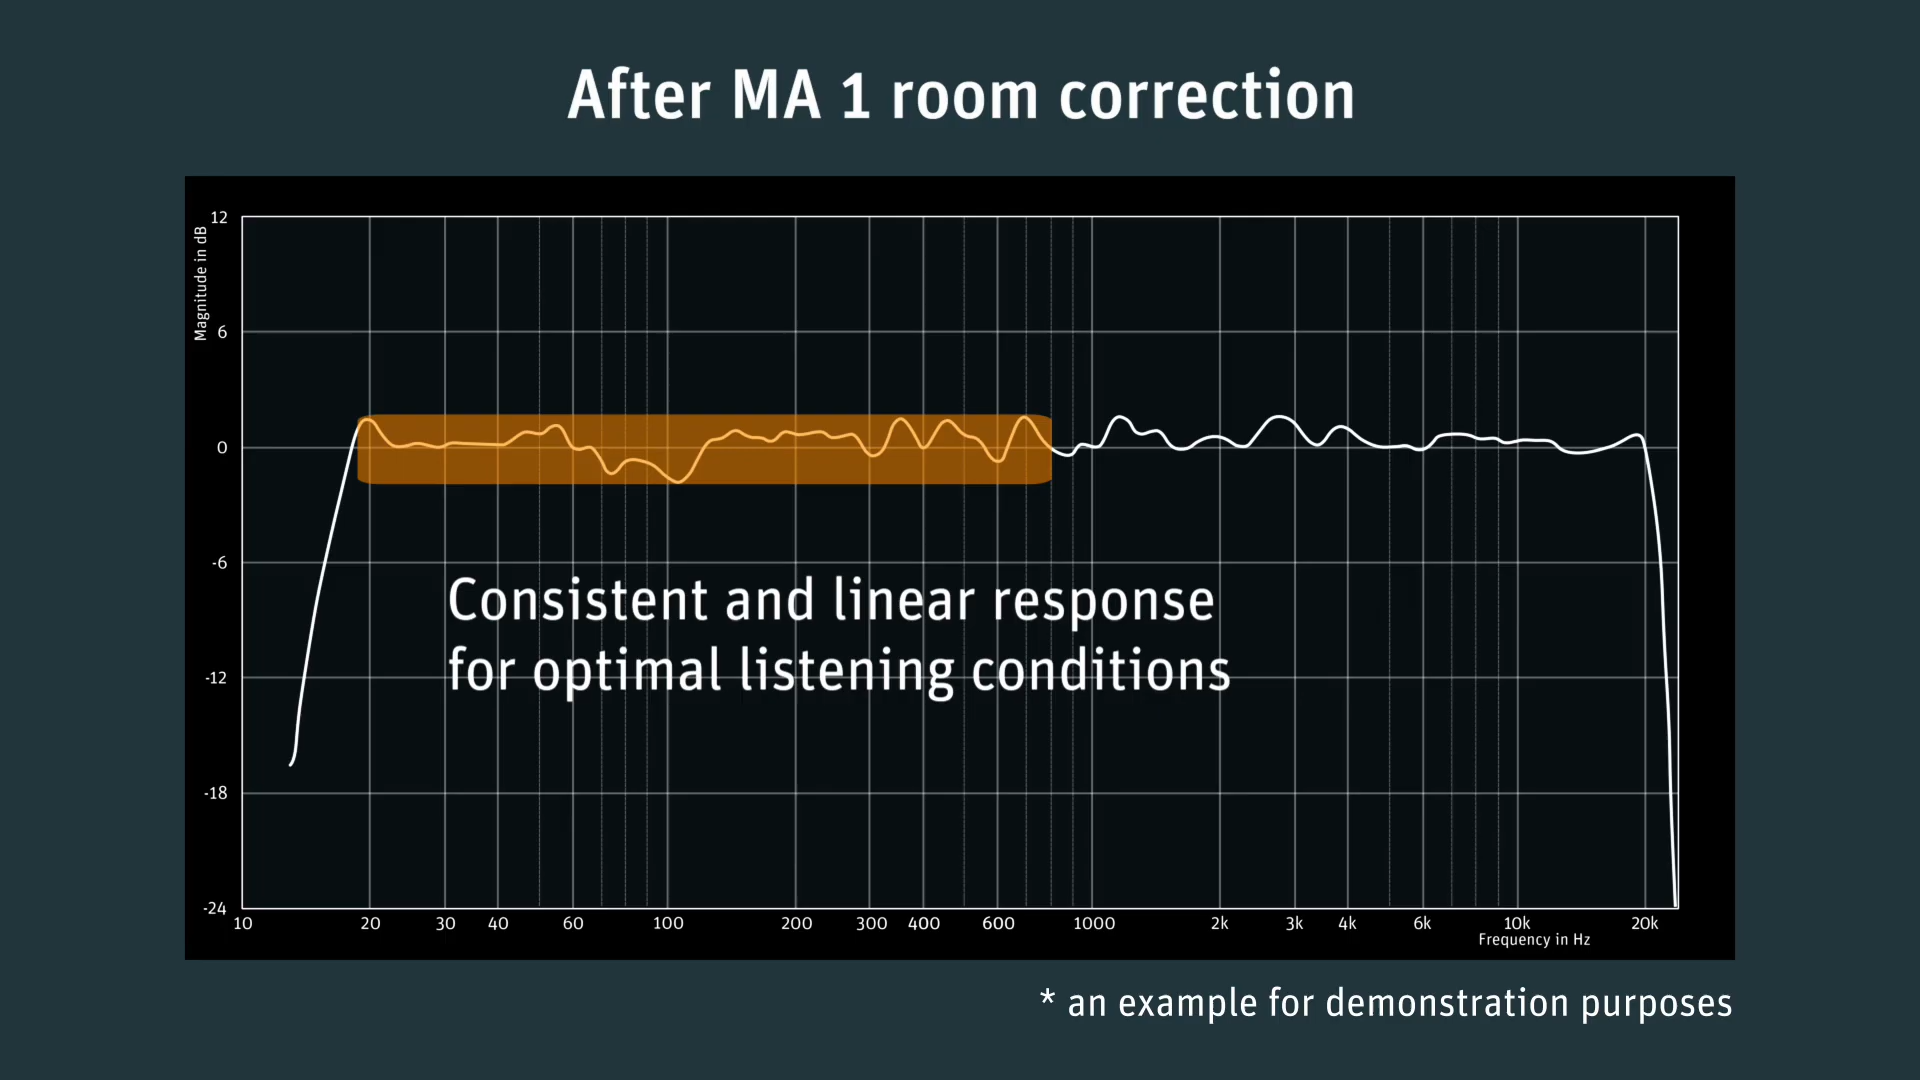 After MA 1 room correction
12
Magnitude in dB
6
0
-6
Consistent and linear response
for optimal listening conditions
-12
-18
-24
10 20 30 40 60 100 200 300 400 600 1000 2k 3k 4k 6k 10k 20k
Frequency in Hz
* an example for demonstration purposes